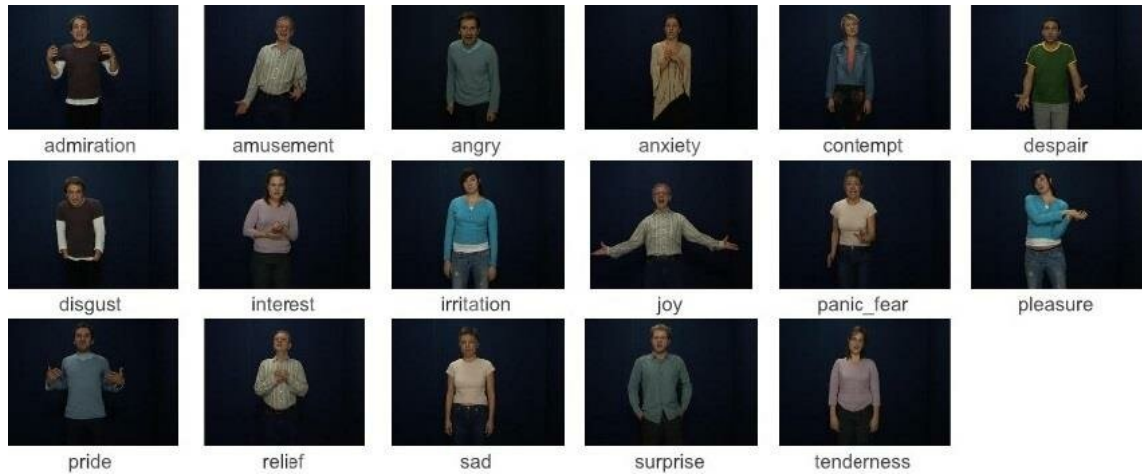 admiration amusement angry anxiety contempt despair
disgust interest irritation joy panic_fear pleasure
pride relief sad surprise tenderness